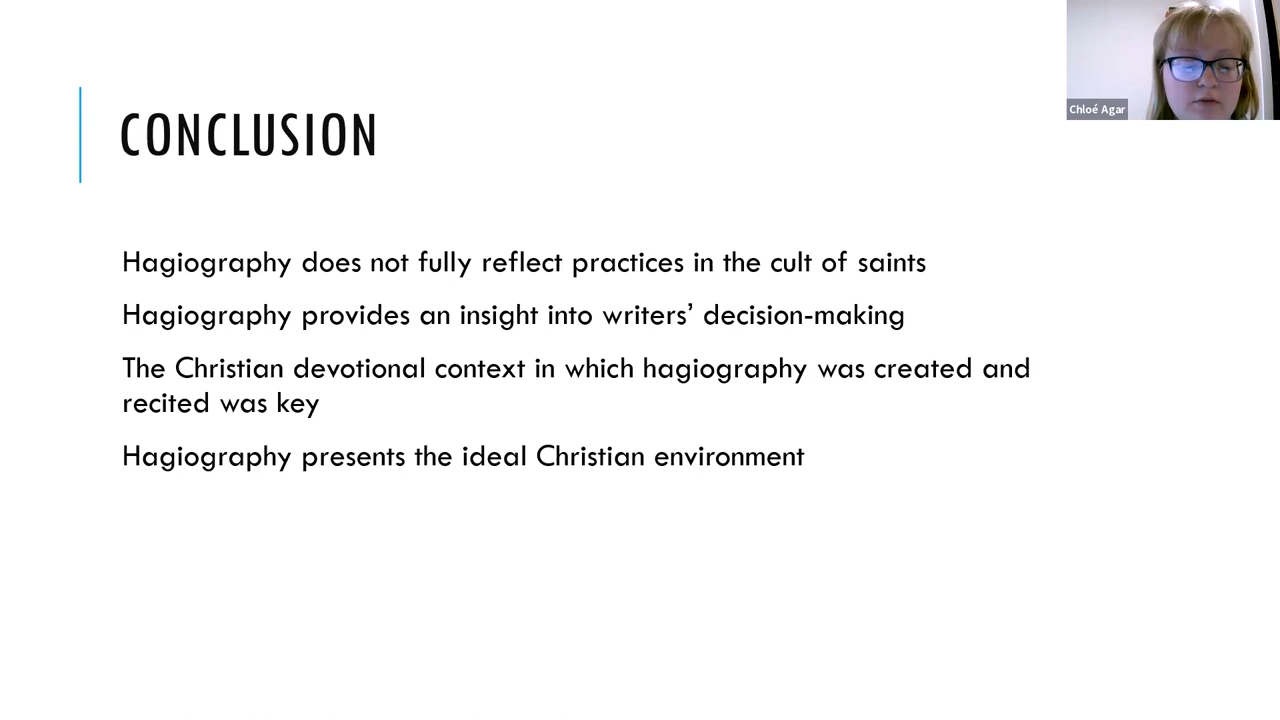 CONCLUSION
Hagiography does not fully reflect practices in the cult of saints
Hagiography provides an insight into writers’ decision-making
The Christian devotional context in which hagiography was created and
recited was key
Hagiography presents the ideal Christian environment
Chloé Agar